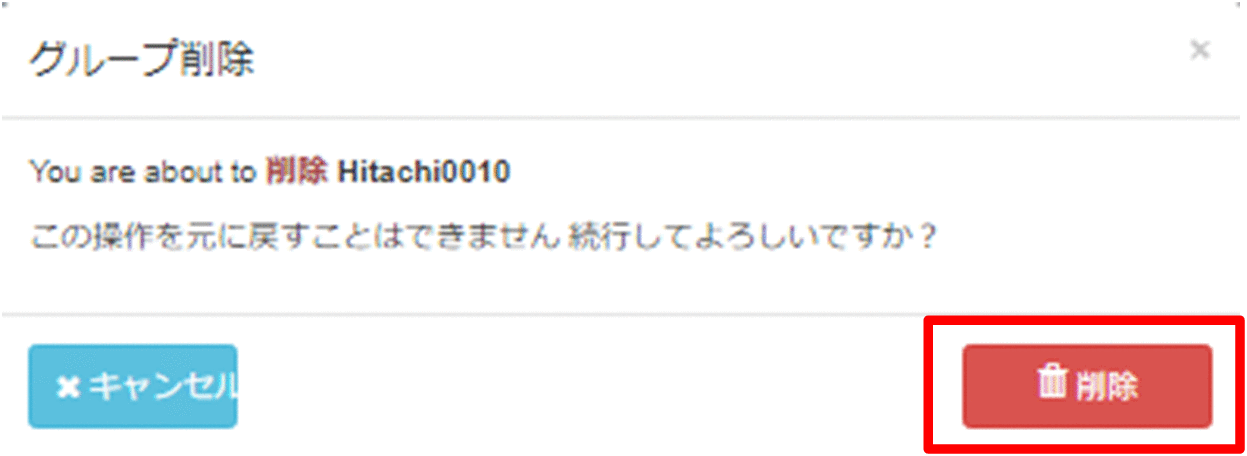 グループ削除
×
You are about to 削除 Hitachi0010
この操作を元に戻すことはできません 続行してよろしいですか？
✖ キャンセル
削除